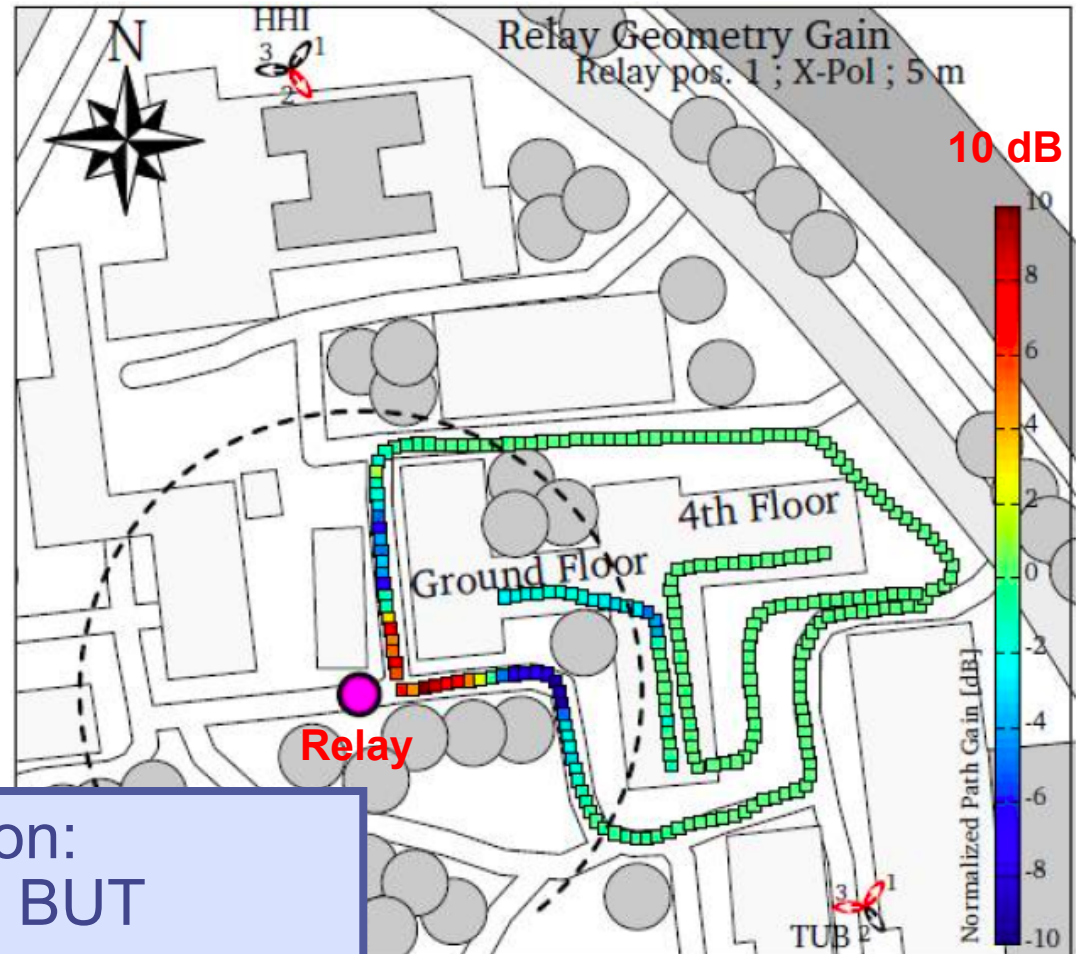 N
HHI
3 1
2
Relay Geometry Gain
Relay pos. 1 ; X-Pol ; 5 m
10 dB
10
8
6
4
2
0
-2
-4
-6
-8
-10
Normalized Path Gain [dB]
4th Floor
Ground Floor
Relay
on:
BUT
3 1
TUB 2